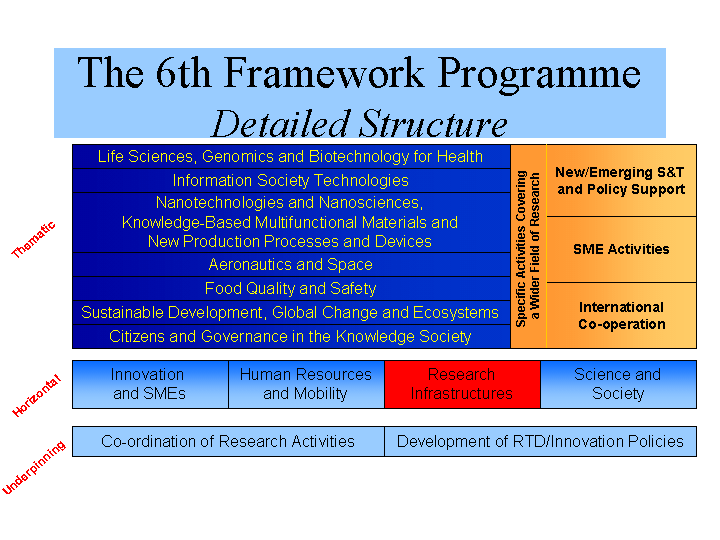 The 6th Framework Programme
Detailed Structure
Thematic
Life Sciences, Genomics and Biotechnology for Health
Information Society Technologies
Nanotechnologies and Nanosciences,
Knowledge-Based Multifunctional Materials and
New Production Processes and Devices
Aeronautics and Space
Food Quality and Safety
Sustainable Development, Global Change and Ecosystems
Citizens and Governance in the Knowledge Society
Specific Activities Covering
a Wider Field of Research
New/Emerging S&T
and Policy Support
SME Activities
International
Co-operation
Horizontal
Innovation
and SMEs
Human Resources
and Mobility
Research
Infrastructures
Science and
Society
Underpinning
Co-ordination of Research Activities
Development of RTD/Innovation Policies